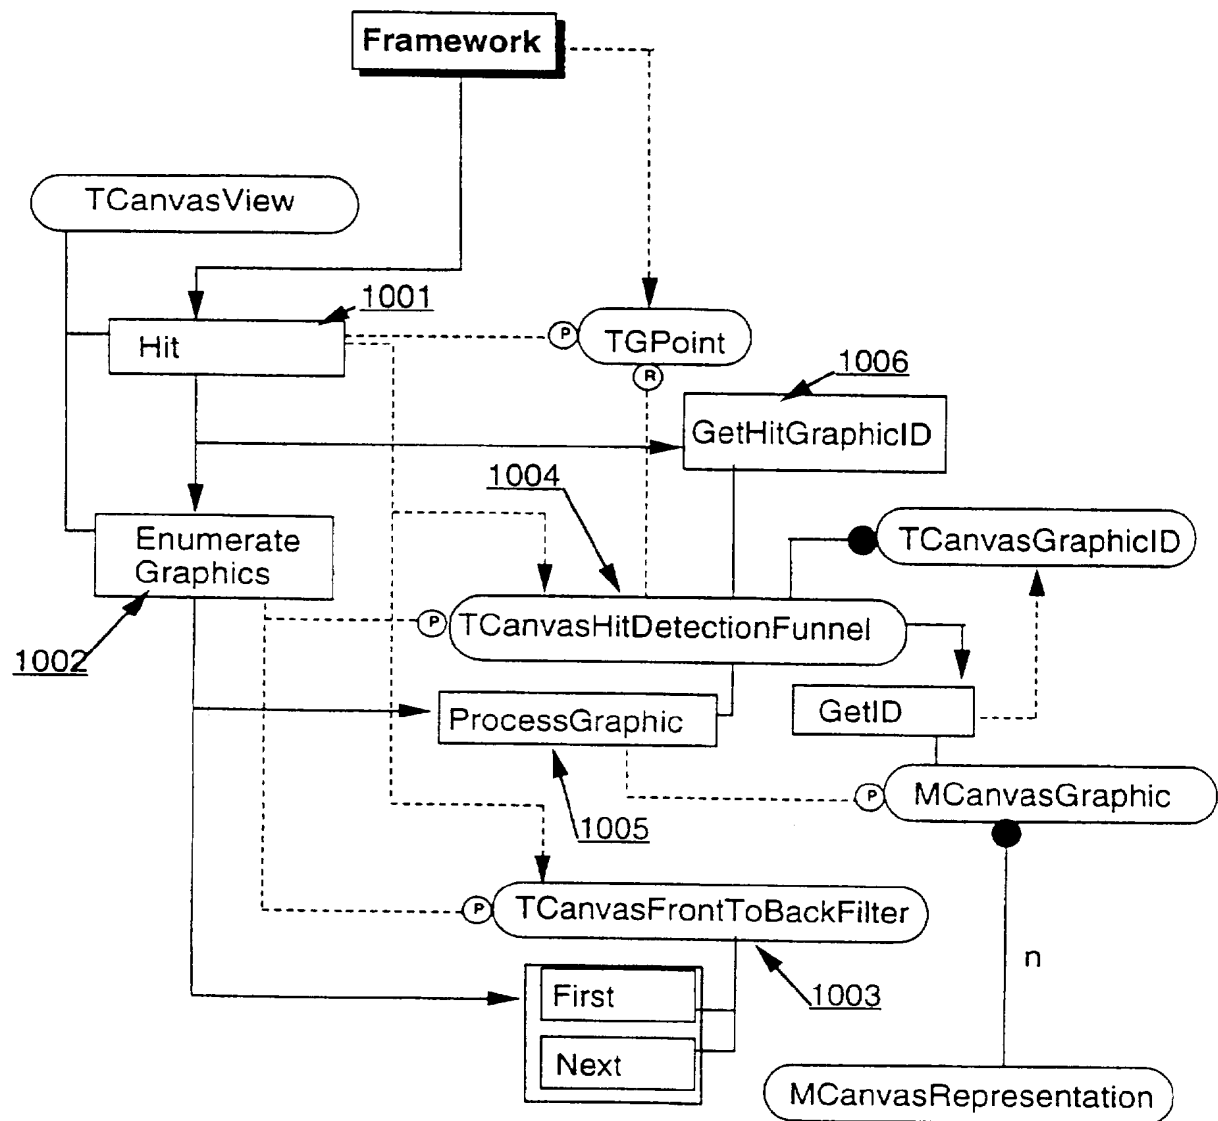 Framework
TCanvasView
1001
Hit
P
TGPoint
R
1006
GetHitGraphicID
1004
Enumerate
Graphics
TCanvasGraphicID
P
TCanvasHitDetectionFunnel
1002
GetID
ProcessGraphic
P
MCanvasGraphic
1005
P
TCanvasFrontToBackFilter
n
First
1003
Next
MCanvasRepresentation